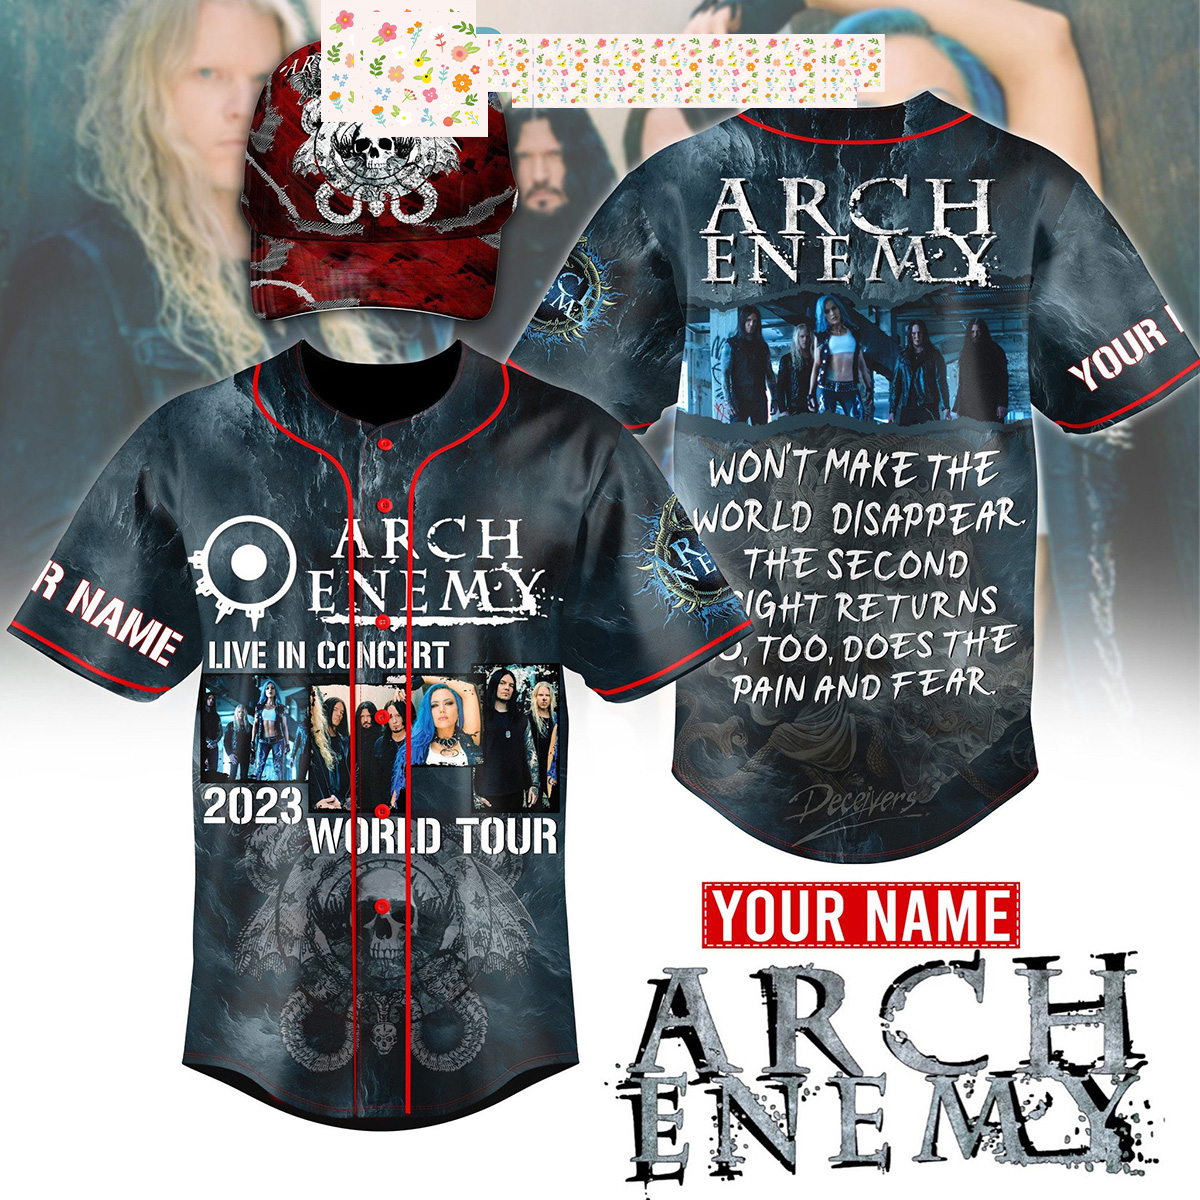 ARCH
ENEMY
YOUR
WON'T MAKE THE
WORLD DISAPPEAR.
THE SECOND
RETURNS
TOO, DOES THE
PAIN AND FEAR.
Deceivers
ARCH
ENEMY
NAME
LIVE IN CONCERT
2023
WORLD TOUR
YOUR NAME
ARCH
ENEMY